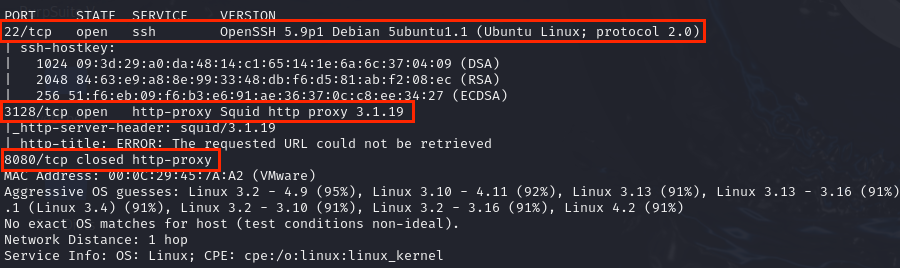 PORT     STATE  SERVICE    VERSION
22/tcp   open   ssh        OpenSSH 5.9p1 Debian 5ubuntu1.1 (Ubuntu Linux; protocol 2.0)
| ssh-hostkey:
|   1024 09:3d:29:a0:da:48:14:c1:65:14:1e:6a:6c:37:04:09 (DSA)
|   2048 84:63:e9:a8:8e:99:33:48:db:f6:d5:81:ab:f2:08:ec (RSA)
|   256 51:f6:eb:09:f6:b3:e6:91:ae:36:37:0c:c8:ee:34:27 (ECDSA)
3128/tcp open   http-proxy Squid http proxy 3.1.19
|_http-server-header: squid/3.1.19
| http-title: ERROR: The requested URL could not be retrieved
8080/tcp closed http-proxy
MAC Address: 00:0C:29:45:7A:A2 (VMware)
Aggressive OS guesses: Linux 3.2 - 4.9 (95%), Linux 3.10 - 4.11 (92%), Linux 3.13 (91%), Linux 3.13 - 3.16 (91%)
.1 (Linux 3.4) (91%), Linux 3.2 - 3.10 (91%), Linux 3.2 - 3.16 (91%), Linux 4.2 (91%)
No exact OS matches for host (test conditions non-ideal).
Network Distance: 1 hop
Service Info: OS: Linux; CPE: cpe:/o:linux:linux_kernel